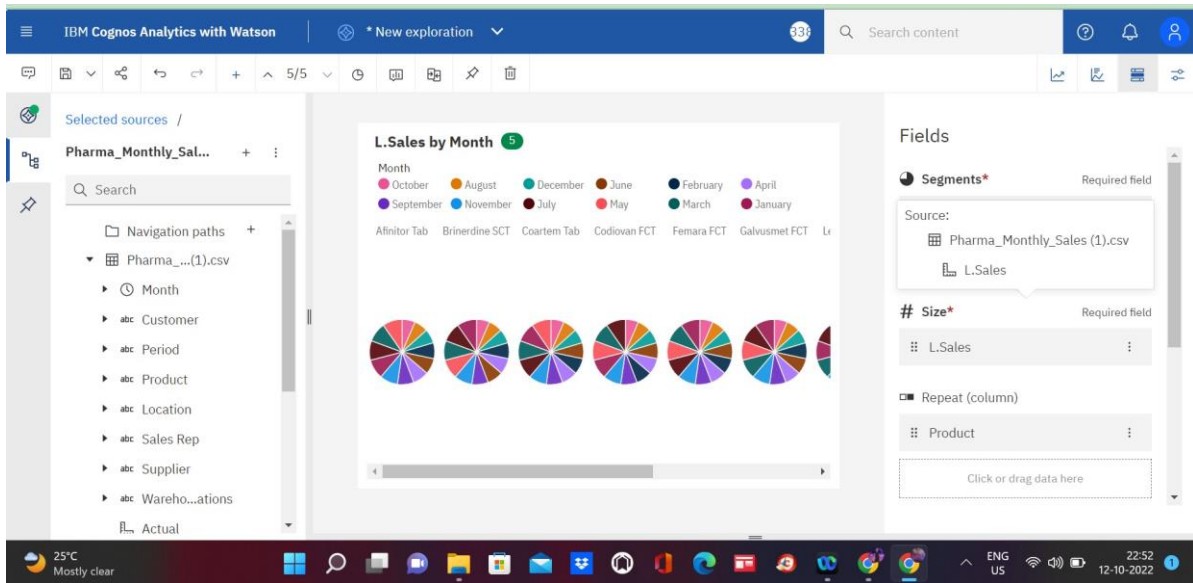 IBM Cognos Analytics with Watson
* New exploration
338
Search content
5/5
Selected sources /
Pharma_Monthly_Sal...
Search
Navigation paths
Pharma_...(1).csv
Month
abc Customer
abc Period
abc Product
abc Location
abc Sales Rep
abc Supplier
abc Wareho...ations
Actual
L.Sales by Month 5
Month
October August December June February April
September November July May March January
Afinitor Tab Brinerdine SCT Coartem Tab Codiovan FCT Femara FCT Galvusmet FCT Le
Fields
Segments* Required field
Source:
Pharma_Monthly_Sales (1).csv
L.Sales
# Size* Required field
L.Sales
Repeat (column)
Product
Click or drag data here
25°C
Mostly clear
ENG
US
22:52
12-10-2022
1